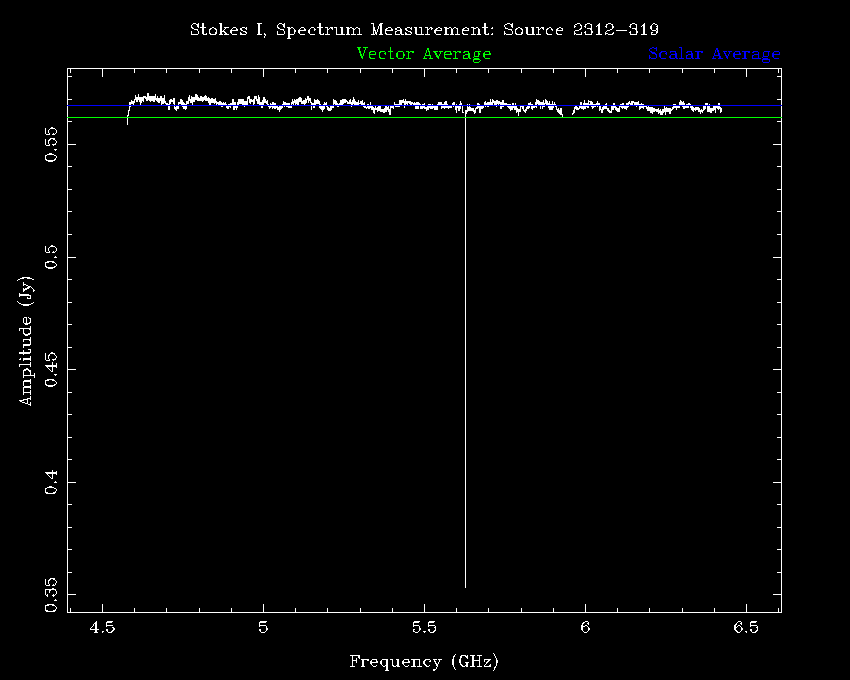 Stokes I, Spectrum Measurement: Source 2312-319
Vector Average Scalar Average
0.55
0.5
0.45
0.4
0.35
Amplitude (Jy)
4.5 5 5.5 6 6.5
Frequency (GHz)